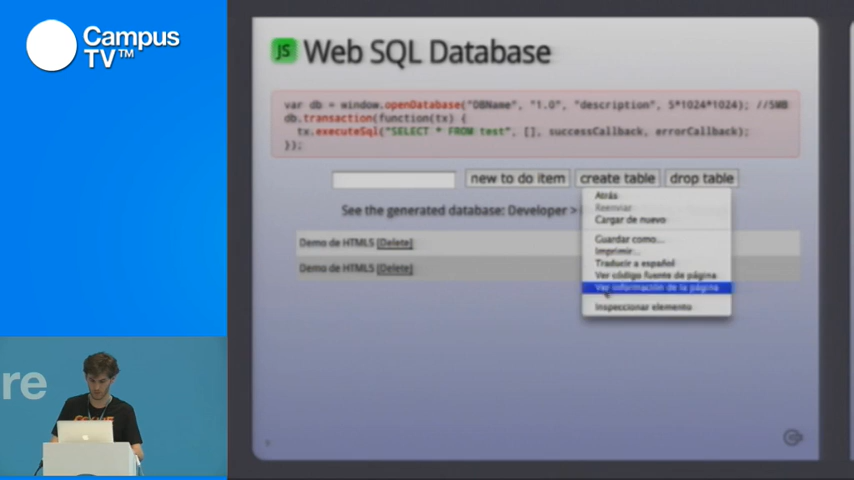 Campus
TV™
JS Web SQL Database
var db = window.openDatabase("DBName", "1.0", "description", 5*1024*1024); //5MB
db.transaction(function(tx) {
tx.executeSql("SELECT * FROM test", [], successCallback, errorCallback);
});
new to do item create table drop table
See the generated database: Developer >
Demo de HTML5 [Delete]
Demo de HTML5 [Delete]
Atrás
Reenviar
Cargar de nuevo
Guardar como...
Imprimir...
Traducir a español
Ver código fuente de página
Ver información de la página
Inspeccionar elemento
re